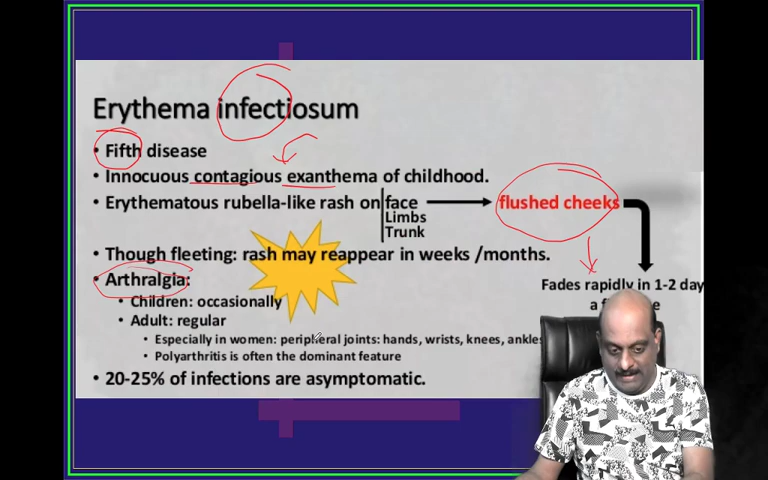 Erythema infectiosum
• Fifth disease
• Innocuous contagious exanthema of childhood.
• Erythematous rubella-like rash on face
Limbs
Trunk
flushed cheeks
• Though fleeting: rash may reappear in weeks /months.
Fades rapidly in 1-2 day
• Arthralgia:
• Children: occasionally
• Adult: regular
• Especially in women: peripheral joints: hands, wrists, knees, ankles
• Polyarthritis is often the dominant feature
• 20-25% of infections are asymptomatic.